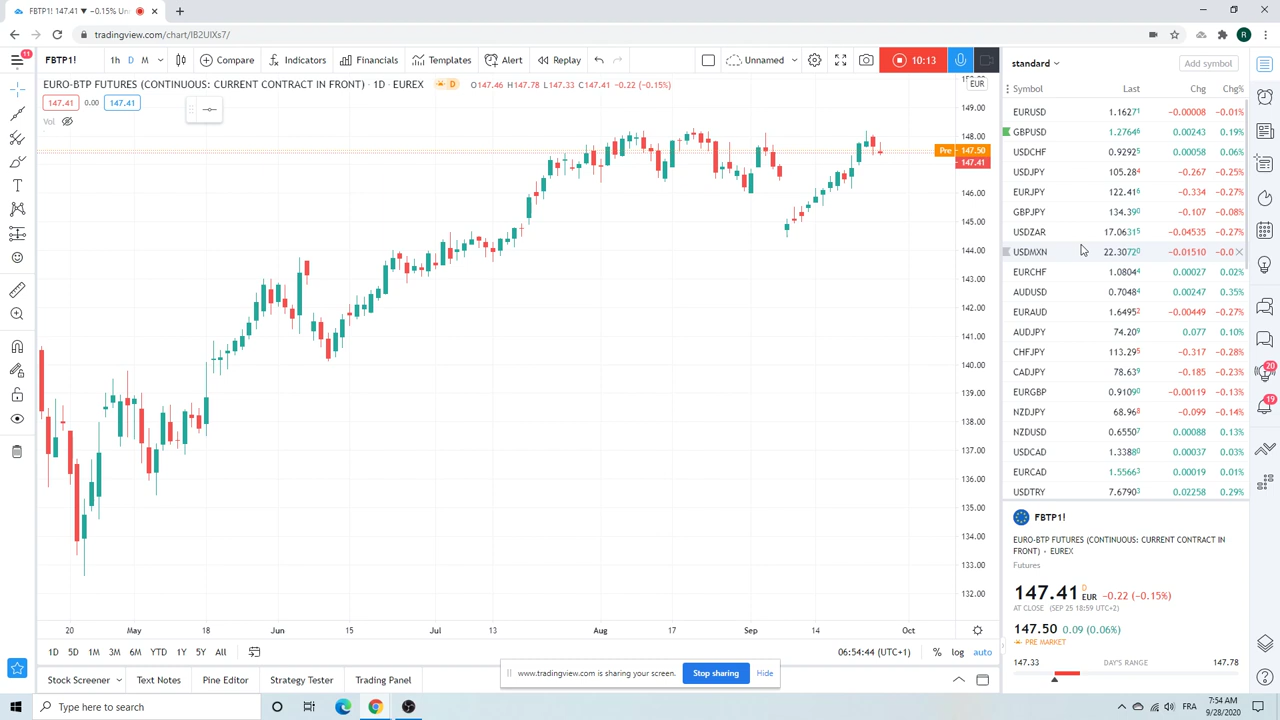 FBTP1! 147.41 ▼ −0.15% Un
tradingview.com/chart/IB2UIXs7/
11
FBTP1!
1h D M
Compare
Indicators
Financials
Templates
Alert
Replay
Unnamed
10:13
EURO-BTP FUTURES (CONTINUOUS: CURRENT CONTRACT IN FRONT) · 1D · EUREX
D
O147.46 H147.78 L147.33 C147.41 −0.22 (−0.15%)
147.41 0.00 147.41
Vol
EUR
149.00
148.00
Pre 147.50
147.41
146.00
145.00
144.00
143.00
142.00
141.00
140.00
139.00
138.00
137.00
136.00
135.00
134.00
133.00
132.00
20 May 18 Jun 15 Jul 13 Aug 17 Sep 14 Oct
1D 5D 1M 3M 6M YTD 1Y 5Y All
06:54:44 (UTC+1) % log auto
Stock Screener Text Notes Pine Editor Strategy Tester Trading Panel
www.tradingview.com is sharing your screen. Stop sharing Hide
standard
Add symbol
Symbol Last Chg Chg%
EURUSD 1.16271 −0.00008 −0.01%
GBPUSD 1.27646 0.00243 0.19%
USDCHF 0.92925 0.00058 0.06%
USDJPY 105.284 −0.267 −0.25%
EURJPY 122.416 −0.334 −0.27%
GBPJPY 134.390 −0.107 −0.08%
USDZAR 17.06315 −0.04535 −0.27%
USDMXN 22.30720 −0.01510 −0.0
EURCHF 1.08044 0.00027 0.02%
AUDUSD 0.70484 0.00247 0.35%
EURAUD 1.64952 −0.00449 −0.27%
AUDJPY 74.209 0.077 0.10%
CHFJPY 113.295 −0.317 −0.28%
CADJPY 78.639 −0.185 −0.23%
EURGBP 0.91090 −0.00119 −0.13%
NZDJPY 68.968 −0.099 −0.14%
NZDUSD 0.65507 0.00088 0.13%
USDCAD 1.33880 0.00037 0.03%
EURCAD 1.55663 0.00019 0.01%
USDTRY 7.67903 0.02258 0.29%
FBTP1!
EURO-BTP FUTURES (CONTINUOUS: CURRENT CONTRACT IN
FRONT) • EUREX
Futures
147.41 D EUR −0.22 (−0.15%)
AT CLOSE (SEP 25 18:59 UTC+2)
147.50 0.09 (0.06%)
PRE MARKET
147.33 DAY'S RANGE 147.78
20
19
R
Type here to search
FRA
7:54 AM
9/28/2020